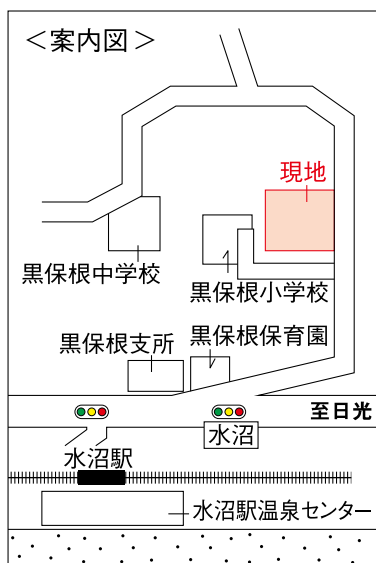 ＜案内図＞
現地
黒保根中学校
黒保根小学校
黒保根支所
黒保根保育園
至日光
水沼
水沼駅
水沼駅温泉センター